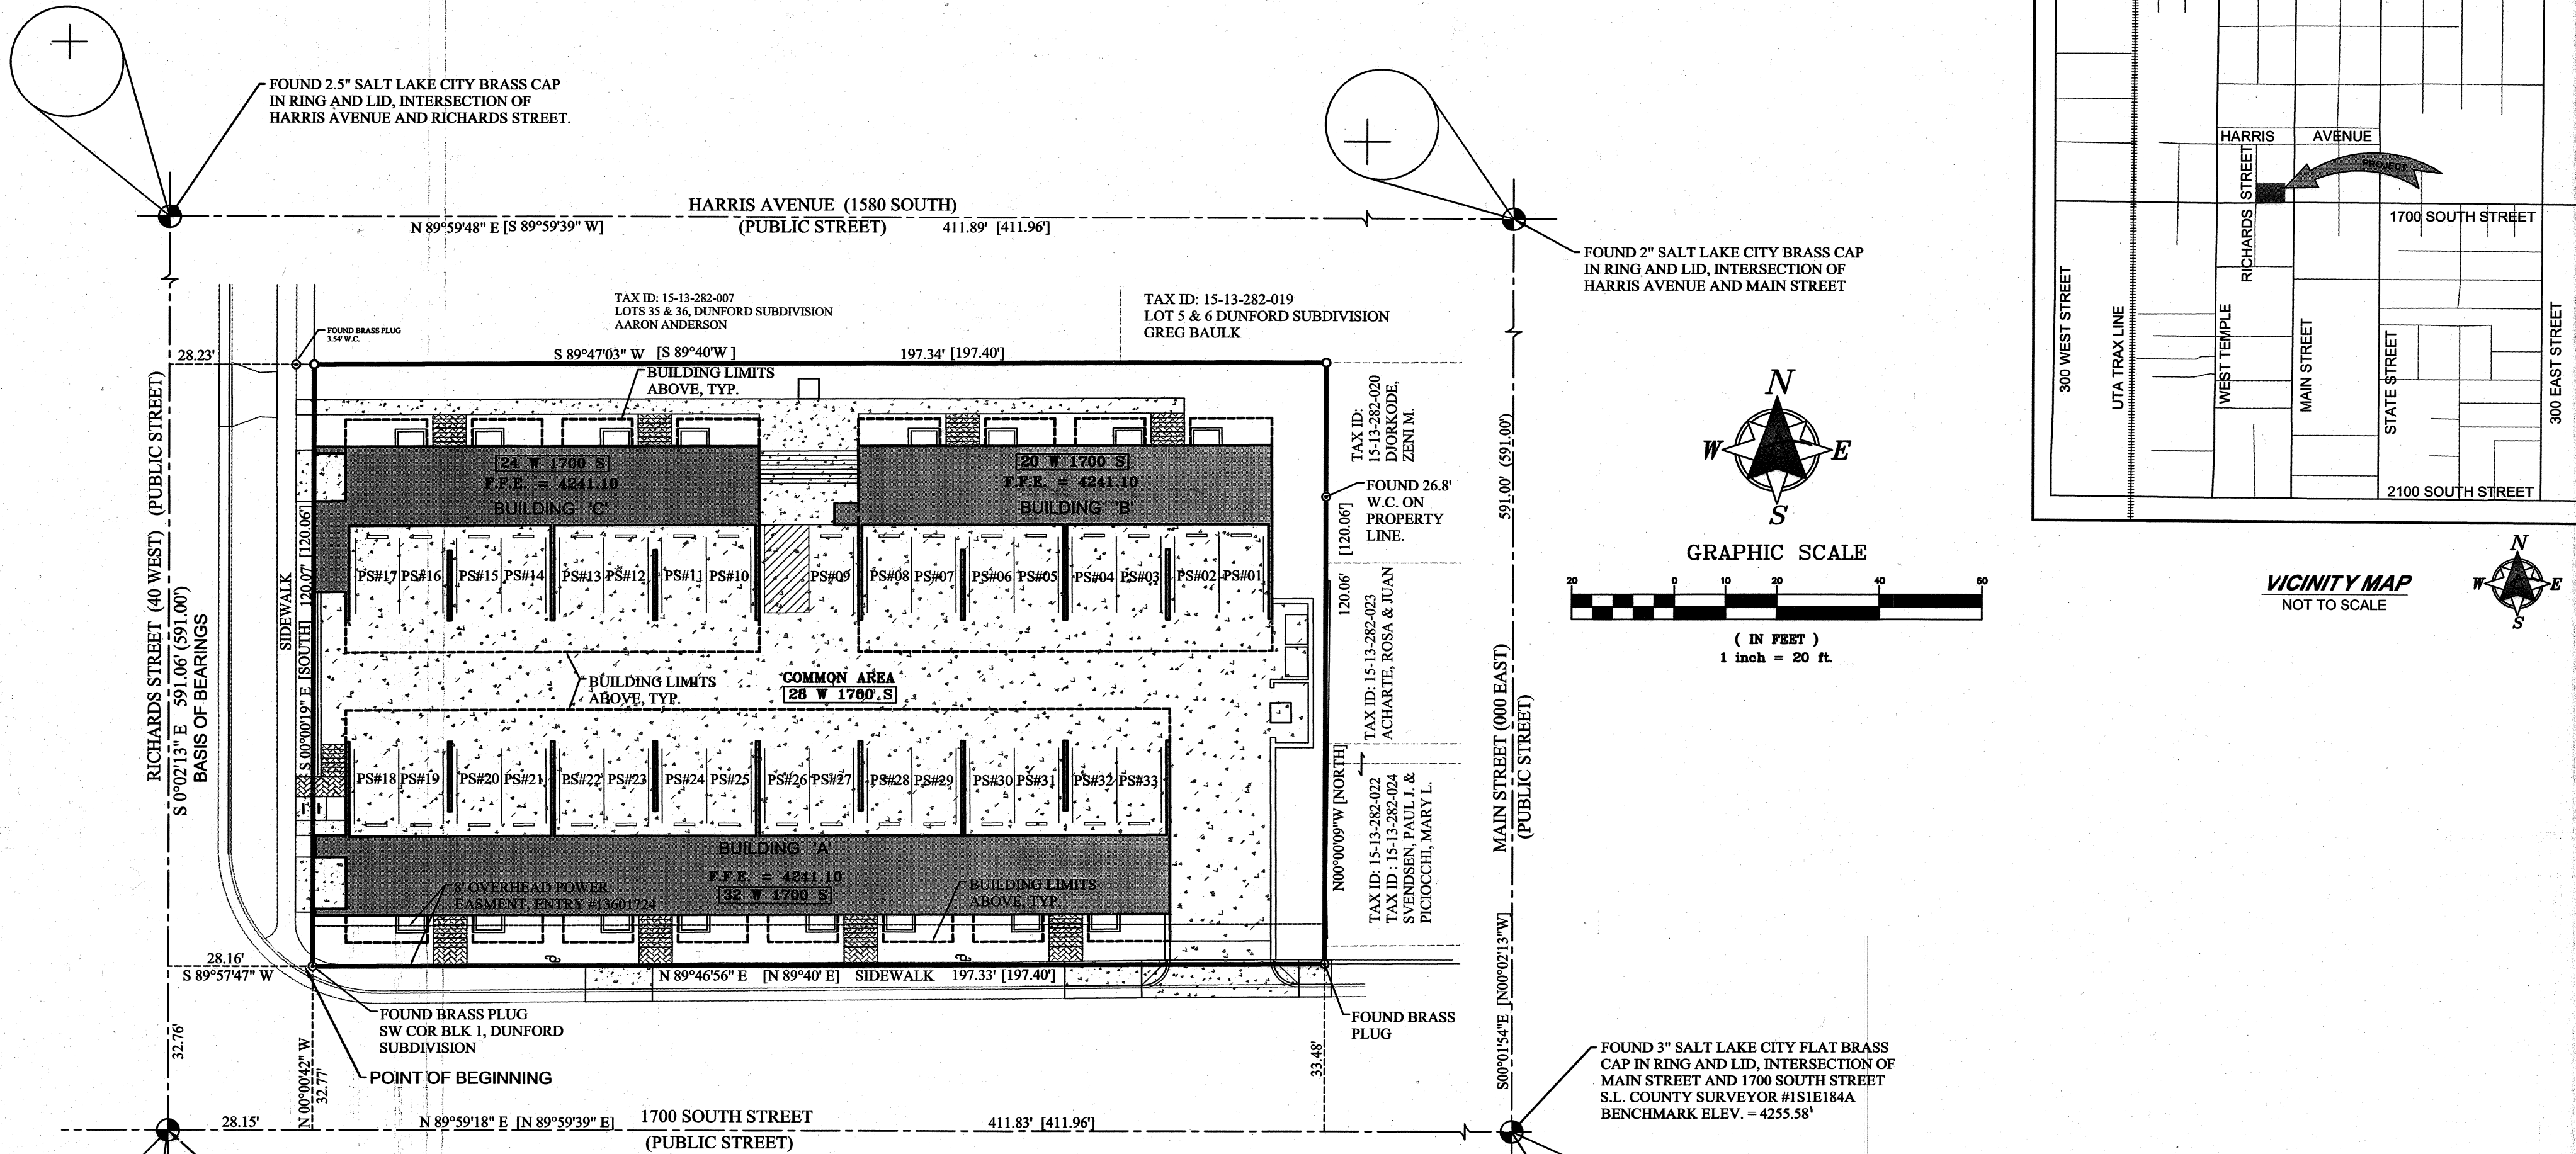 FOUND 2.5" SALT LAKE CITY BRASS CAP
IN RING AND LID, INTERSECTION OF
HARRIS AVENUE AND RICHARDS STREET.
HARRIS AVENUE (1580 SOUTH)
N 89°59'48" E [S 89°59'39" W]
(PUBLIC STREET)
411.89' [411.96']
FOUND 2" SALT LAKE CITY BRASS CAP
IN RING AND LID, INTERSECTION OF
HARRIS AVENUE AND MAIN STREET
TAX ID: 15-13-282-007
LOTS 35 & 36, DUNFORD SUBDIVISION
AARON ANDERSON
TAX ID: 15-13-282-019
LOT 5 & 6 DUNFORD SUBDIVISION
GREG BAULK
FOUND BRASS PLUG
3.54' W.C.
28.23'
S 89°47'03" W [S 89°40'W ]
197.34' [197.40']
BUILDING LIMITS
ABOVE, TYP.
24 W 1700 S
F.F.E. = 4241.10
BUILDING 'C'
20 W 1700 S
F.F.E. = 4241.10
BUILDING 'B'
PS#17 PS#16 PS#15 PS#14 PS#13 PS#12 PS#11 PS#10 PS#09 PS#08 PS#07 PS#06 PS#05 PS#04 PS#03 PS#02 PS#01
BUILDING LIMITS
ABOVE, TYP.
COMMON AREA
28 W 1700 S
PS#18 PS#19 PS#20 PS#21 PS#22 PS#23 PS#24 PS#25 PS#26 PS#27 PS#28 PS#29 PS#30 PS#31 PS#32 PS#33
BUILDING 'A'
F.F.E. = 4241.10
32 W 1700 S
8' OVERHEAD POWER
EASMENT, ENTRY #13601724
BUILDING LIMITS
ABOVE, TYP.
RICHARDS STREET (40 WEST) (PUBLIC STREET)
S 0°02'13" E 591.06' (591.00')
BASIS OF BEARINGS
SIDEWALK
S 00°00'19" E [SOUTH] 120.07' [120.06']
TAX ID:
15-13-282-020
DJORKODE,
ZENI M.
FOUND 26.8'
W.C. ON
PROPERTY
LINE.
N00°00'09"W [NORTH]
120.06'
[120.06']
TAX ID: 15-13-282-023
ACHARTE, ROSA & JUAN
TAX ID: 15-13-282-022
TAX ID : 15-13-282-024
SVENDSEN, PAUL J. &
PICIOCCHI, MARY L.
591.00' (591.00')
MAIN STREET (000 EAST)
(PUBLIC STREET)
S00°01'54"E [N00°02'13"W]
28.16'
S 89°57'47" W
N 89°46'56" E [N 89°40' E] SIDEWALK 197.33' [197.40']
FOUND BRASS PLUG
SW COR BLK 1, DUNFORD
SUBDIVISION
POINT OF BEGINNING
FOUND BRASS
PLUG
32.76'
N 00°00'42" W
32.77'
33.48'
28.15'
N 89°59'18" E [N 89°59'39" E]
1700 SOUTH STREET
(PUBLIC STREET)
411.83' [411.96']
FOUND 3" SALT LAKE CITY FLAT BRASS
CAP IN RING AND LID, INTERSECTION OF
MAIN STREET AND 1700 SOUTH STREET
S.L. COUNTY SURVEYOR #1S1E184A
BENCHMARK ELEV. = 4255.58'
N
W
E
S
GRAPHIC SCALE
20 0 10 20 40 60
( IN FEET )
1 inch = 20 ft.
HARRIS AVENUE
PROJECT
RICHARDS STREET
1700 SOUTH STREET
300 WEST STREET
UTA TRAX LINE
WEST TEMPLE
MAIN STREET
STATE STREET
300 EAST STREET
2100 SOUTH STREET
VICINITY MAP
NOT TO SCALE
N
W
E
S